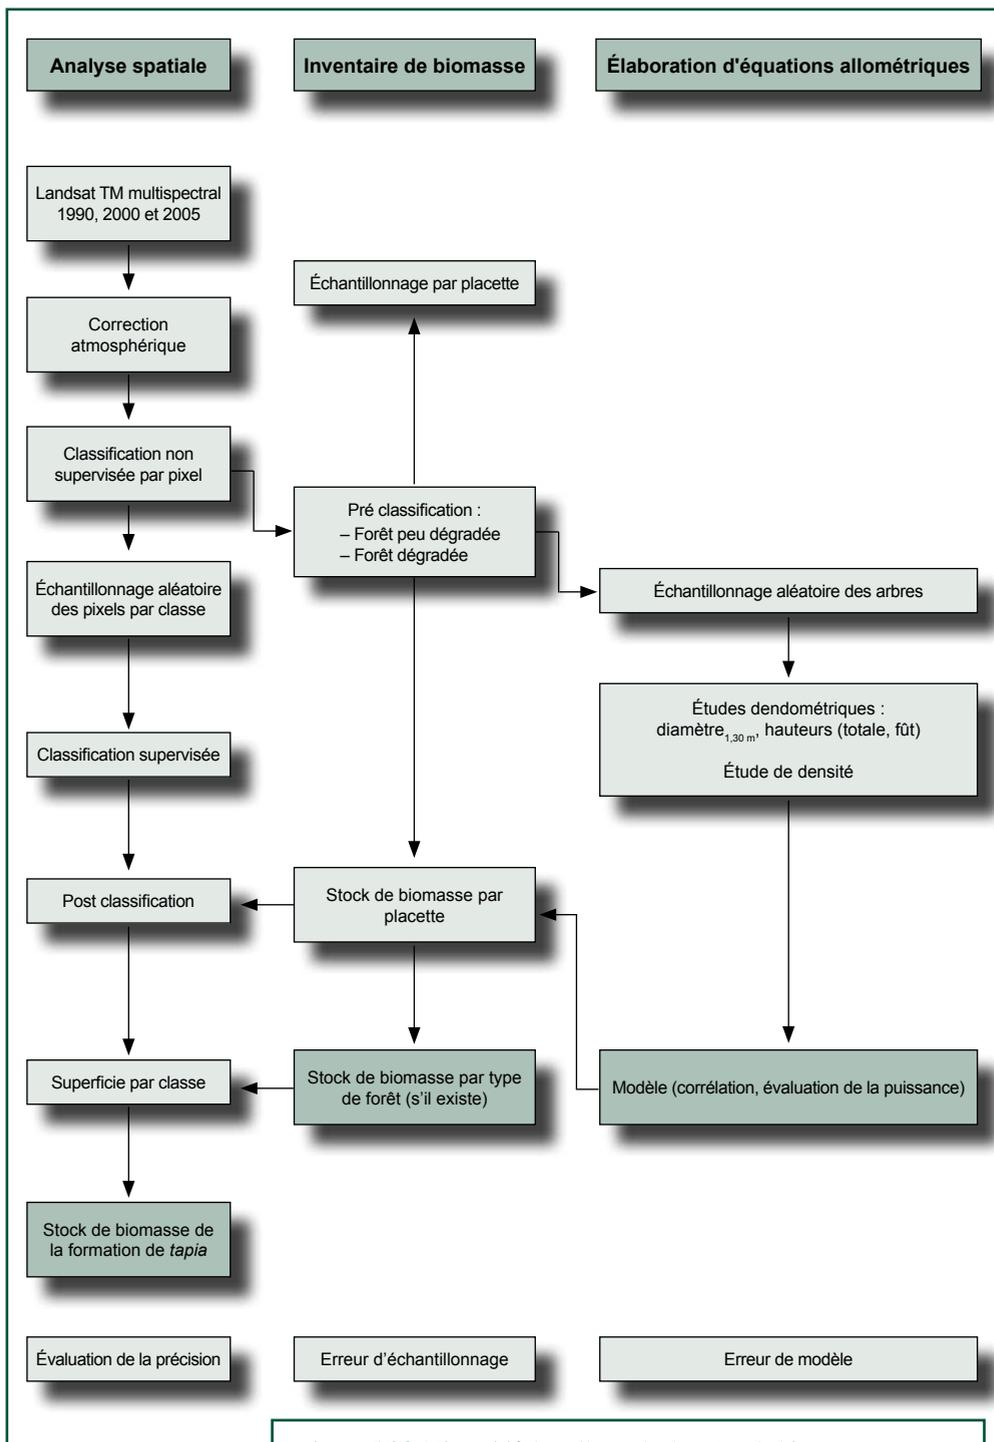 Analyse spatiale
Inventaire de biomasse
Élaboration d'équations allométriques
Landsat TM multispectral
1990, 2000 et 2005
Correction
atmosphérique
Classification non
supervisée par pixel
Échantillonnage aléatoire
des pixels par classe
Classification supervisée
Post classification
Superficie par classe
Stock de biomasse de
la formation de tapia
Évaluation de la précision
Échantillonnage par placette
Pré classification :
– Forêt peu dégradée
– Forêt dégradée
Stock de biomasse par
placette
Stock de biomasse par type
de forêt (s'il existe)
Erreur d'échantillonnage
Échantillonnage aléatoire des arbres
Études dendométriques :
diamètre1,30 m, hauteurs (totale, fût)
Étude de densité
Modèle (corrélation, évaluation de la puissance)
Erreur de modèle